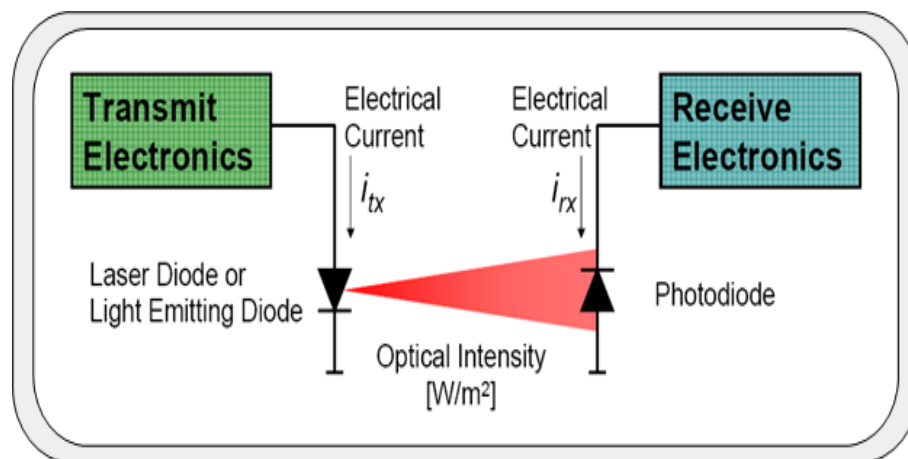 Transmit
Electronics
Electrical
Current
i_tx
Electrical
Current
i_rx
Receive
Electronics
Laser Diode or
Light Emitting Diode
Photodiode
Optical Intensity
[W/m²]